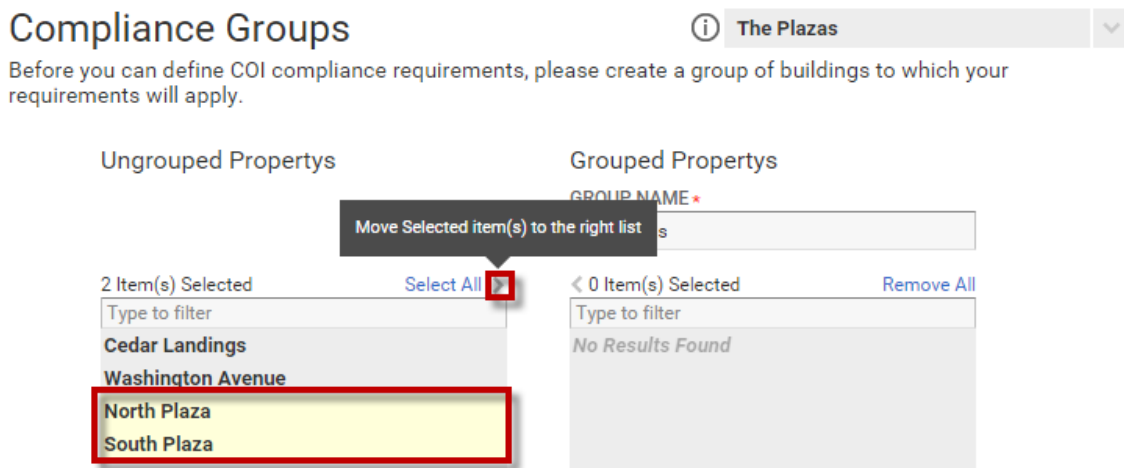 Compliance Groups
The Plazas
Before you can define COI compliance requirements, please create a group of buildings to which your
requirements will apply.
Ungrouped Propertys
Grouped Propertys
GROUP NAME *
Move Selected item(s) to the right list
s
2 Item(s) Selected
Select All
0 Item(s) Selected
Remove All
Type to filter
Type to filter
Cedar Landings
No Results Found
Washington Avenue
North Plaza
South Plaza